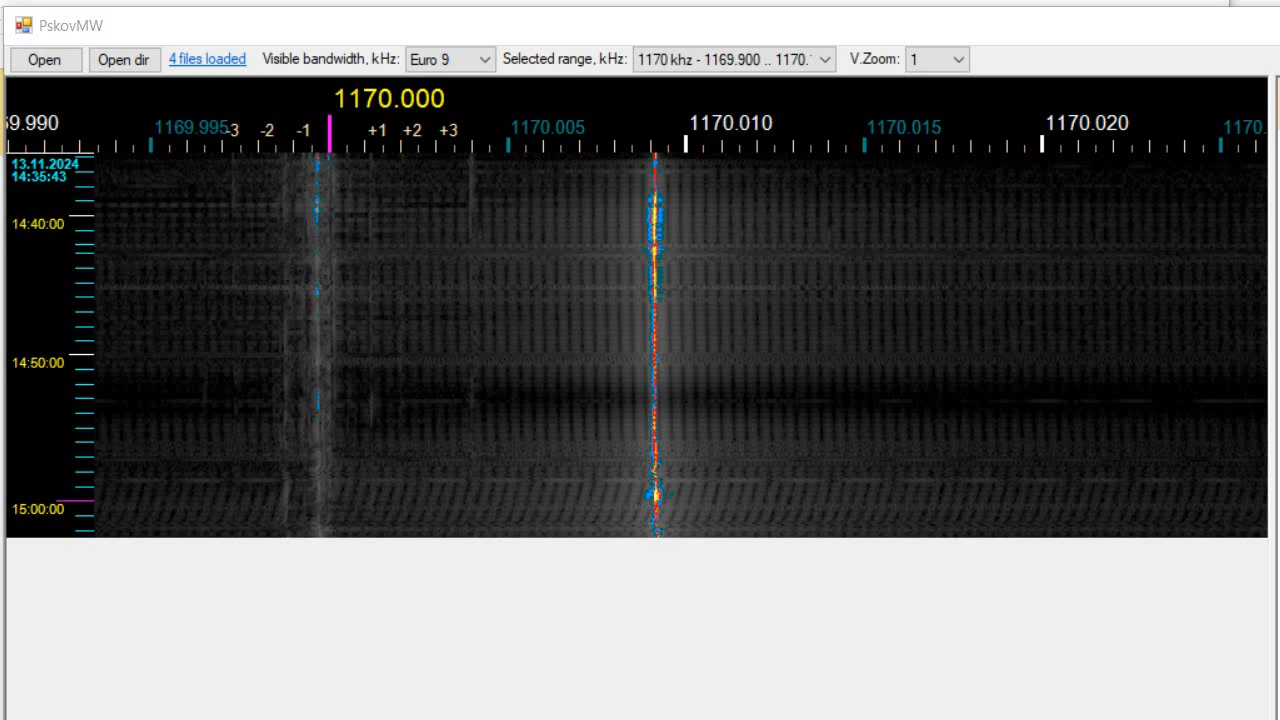 PskovMW
Open Open dir 4 files loaded Visible bandwidth, kHz: Euro 9 Selected range, kHz: 1170 khz - 1169.900 .. 1170. V.Zoom: 1
1170.000
69.990 1169.995 -3 -2 -1 +1 +2 +3 1170.005 1170.010 1170.015 1170.020 1170.
13.11.2024
14:35:43
14:40:00
14:50:00
15:00:00